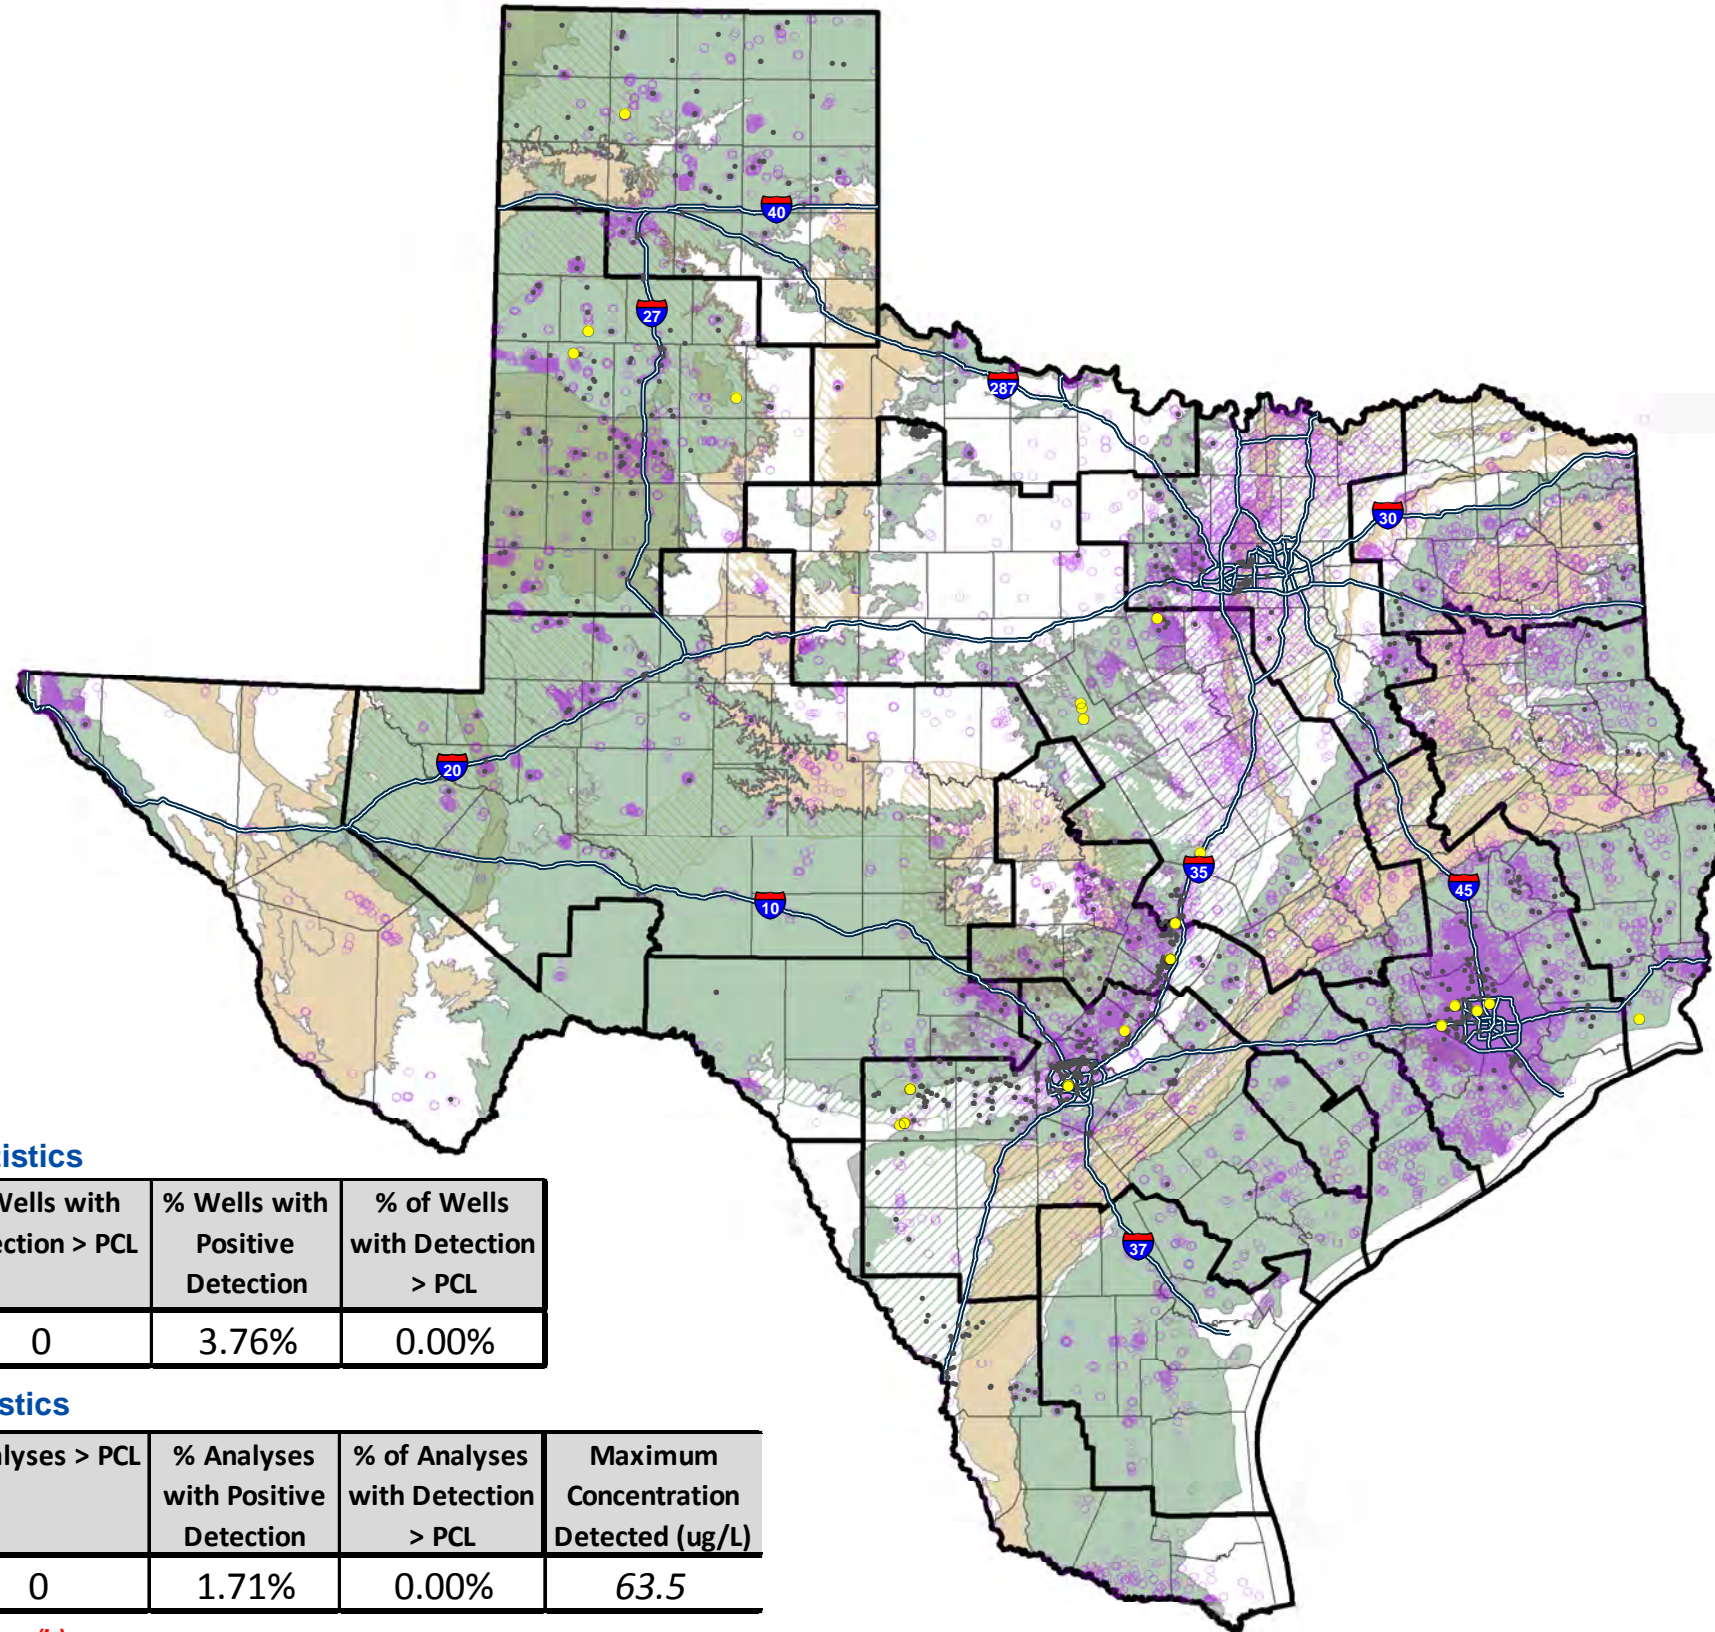 40
27
287
30
20
35
45
10
37
istics
Wells with
% Wells with
% of Wells
ection > PCL
Positive
with Detection
Detection
> PCL
0
3.76%
0.00%
stics
alyses > PCL
% Analyses
% of Analyses
Maximum
with Positive
with Detection
Concentration
Detection
> PCL
Detected (ug/L)
0
1.71%
0.00%
63.5